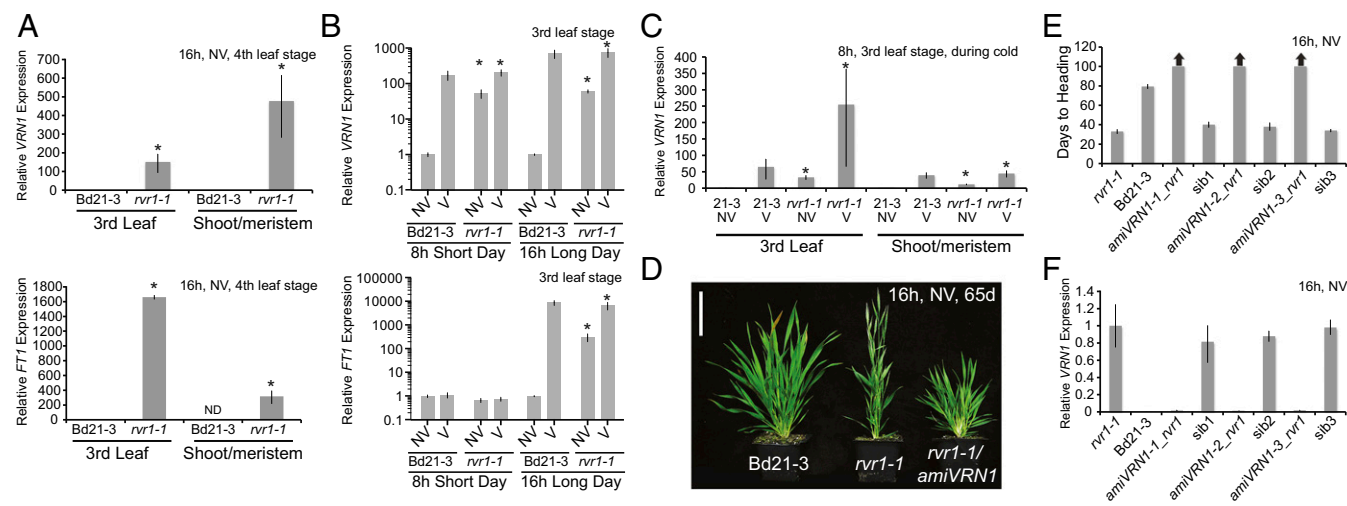 A
16h, NV, 4th leaf stage
Relative VRN1 Expression
700
600
500
400
300
200
100
0
*
*
Bd21-3 rvr1-1 Bd21-3 rvr1-1
3rd Leaf Shoot/meristem
16h, NV, 4th leaf stage
Relative FT1 Expression
1800
1600
1400
1200
1000
800
600
400
200
0
*
ND
*
Bd21-3 rvr1-1 Bd21-3 rvr1-1
3rd Leaf Shoot/meristem
B
3rd leaf stage
Relative VRN1 Expression
1000
100
10
1
0.1
* * * *
NV V NV V NV V NV V
Bd21-3 rvr1-1 Bd21-3 rvr1-1
8h Short Day 16h Long Day
3rd leaf stage
Relative FT1 Expression
100000
10000
1000
100
10
1
0.1
* *
NV V NV V NV V NV V
Bd21-3 rvr1-1 Bd21-3 rvr1-1
8h Short Day 16h Long Day
C
8h, 3rd leaf stage, during cold
Relative VRN1 Expression
400
350
300
250
200
150
100
50
0
* * * *
21-3 21-3 rvr1-1 rvr1-1 21-3 21-3 rvr1-1 rvr1-1
NV V NV V NV V NV V
3rd Leaf Shoot/meristem
D
16h, NV, 65d
Bd21-3
rvr1-1
rvr1-1/
amiVRN1
E
16h, NV
Days to Heading
100
80
60
40
20
0
rvr1-1
Bd21-3
amiVRN1-1_rvr1
sib1
amiVRN1-2_rvr1
sib2
amiVRN1-3_rvr1
sib3
F
16h, NV
Relative VRN1 Expression
1.4
1.2
1
0.8
0.6
0.4
0.2
0
rvr1-1
Bd21-3
amiVRN1-1_rvr1
sib1
amiVRN1-2_rvr1
sib2
amiVRN1-3_rvr1
sib3